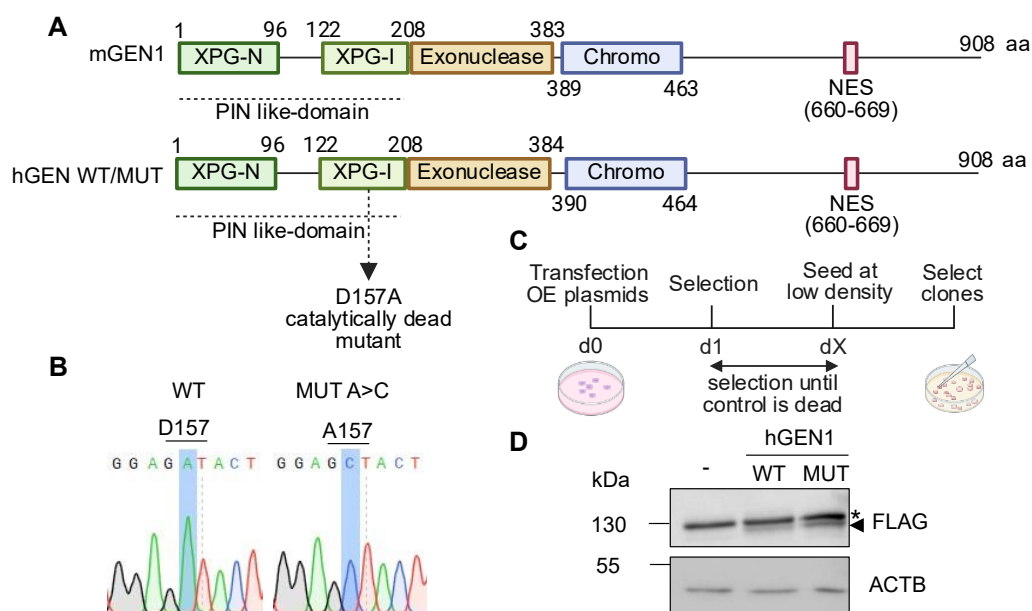 A
1 96 122 208 383 908 aa
mGEN1 XPG-N XPG-I Exonuclease Chromo
389 463 NES
(660-669)
PIN like-domain
1 96 122 208 384 908 aa
hGEN WT/MUT XPG-N XPG-I Exonuclease Chromo
390 464 NES
(660-669)
PIN like-domain
D157A
catalytically dead
mutant
B
WT
D157
G G A G A T A C T
MUT A>C
A157
G G A G C T A C T
C
Transfection
OE plasmids
Selection
Seed at
low density
Select
clones
d0 d1 dX
selection until
control is dead
D
hGEN1
kDa - WT MUT
130 * FLAG
55
ACTB